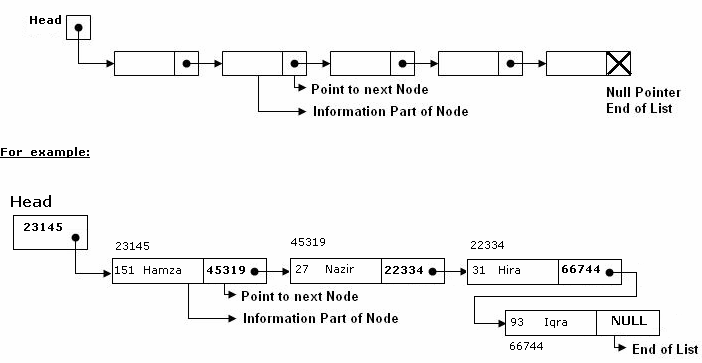 Head
Point to next Node
Information Part of Node
Null Pointer
End of List
For example:
Head
23145
23145
45319
22334
151 Hamza 45319
27 Nazir 22334
31 Hira 66744
Point to next Node
Information Part of Node
93 Iqra NULL
66744
End of List